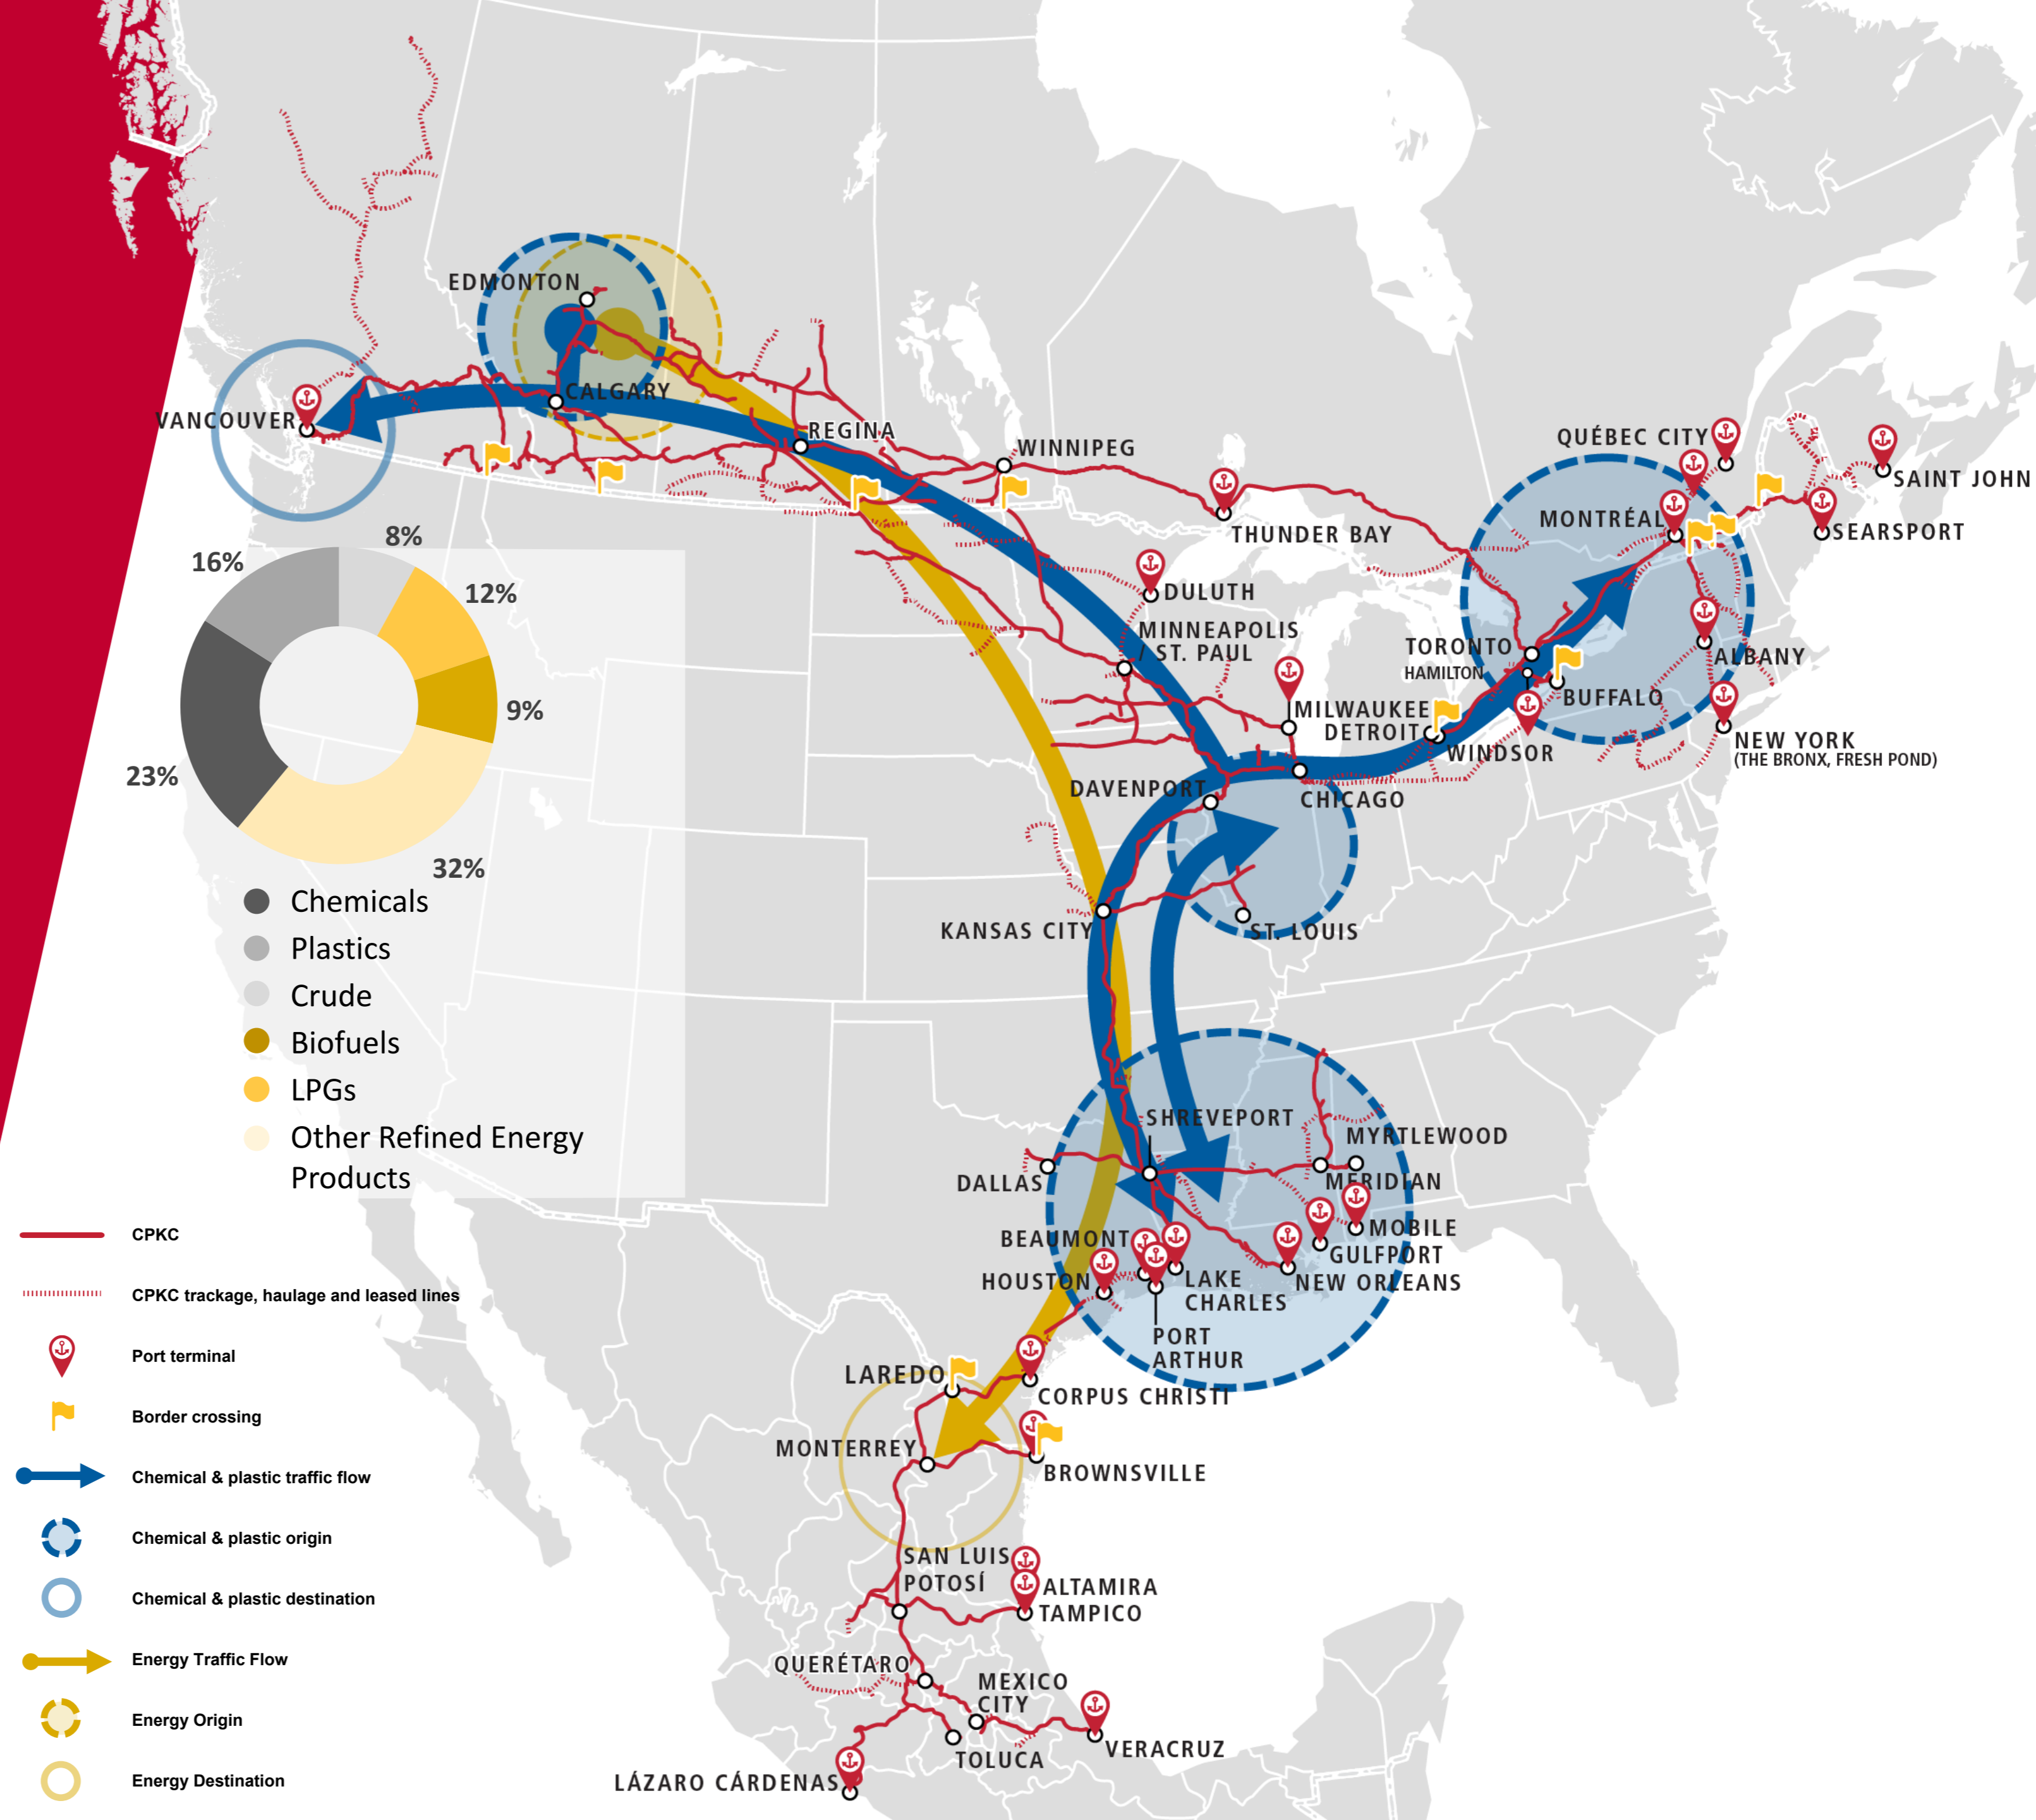 EDMONTON
CALGARY
VANCOUVER
REGINA
WINNIPEG
THUNDER BAY
QUÉBEC CITY
SAINT JOHN
MONTRÉAL
SEARSPORT
DULUTH
MINNEAPOLIS
/ ST. PAUL
TORONTO
HAMILTON
ALBANY
BUFFALO
MILWAUKEE
DETROIT
WINDSOR
NEW YORK
(THE BRONX, FRESH POND)
DAVENPORT
CHICAGO
KANSAS CITY
ST. LOUIS
SHREVEPORT
MYRTLEWOOD
DALLAS
MERIDIAN
MOBILE
BEAUMONT
GULFPORT
HOUSTON
LAKE
CHARLES
NEW ORLEANS
PORT
ARTHUR
LAREDO
CORPUS CHRISTI
MONTERREY
BROWNSVILLE
SAN LUIS
POTOSÍ
ALTAMIRA
TAMPICO
QUERÉTARO
MEXICO
CITY
TOLUCA
VERACRUZ
LÁZARO CÁRDENAS
8%
16%
12%
9%
23%
32%
Chemicals
Plastics
Crude
Biofuels
LPGs
Other Refined Energy
Products
CPKC
CPKC trackage, haulage and leased lines
Port terminal
Border crossing
Chemical & plastic traffic flow
Chemical & plastic origin
Chemical & plastic destination
Energy Traffic Flow
Energy Origin
Energy Destination